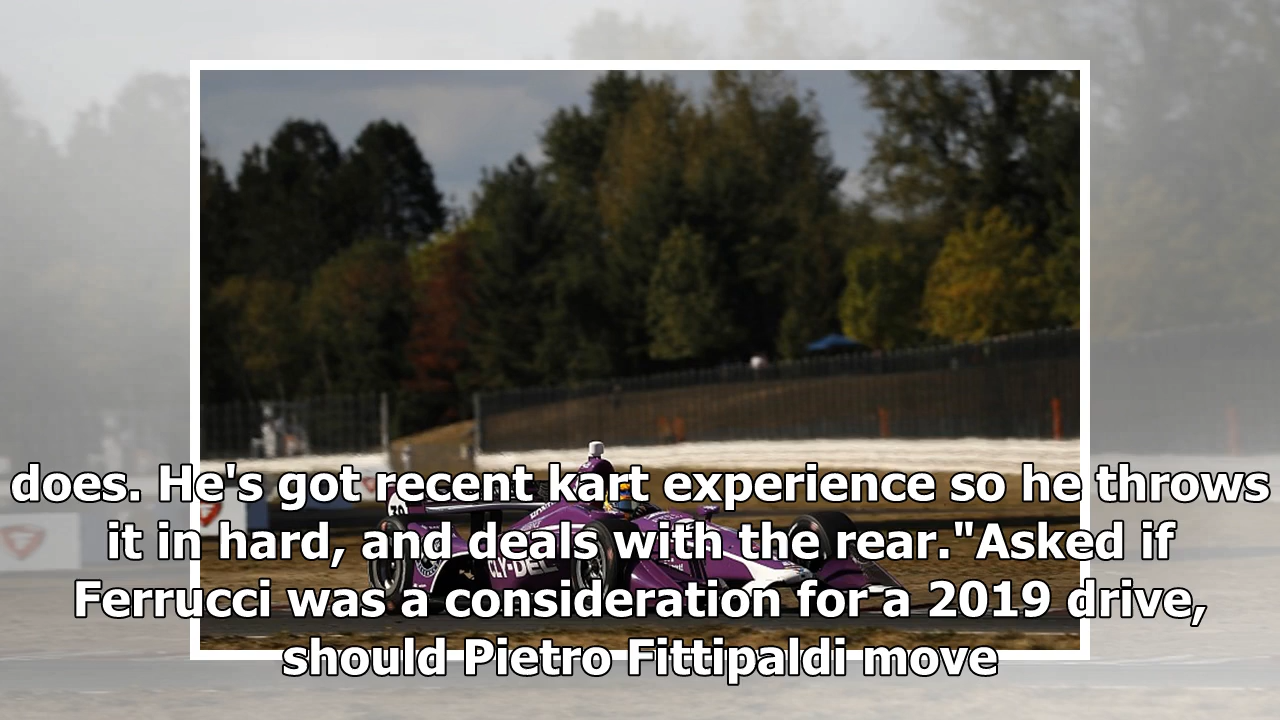 does. He's got recent kart experience so he throws
it in hard, and deals with the rear."Asked if
Ferrucci was a consideration for a 2019 drive,
should Pietro Fittipaldi move